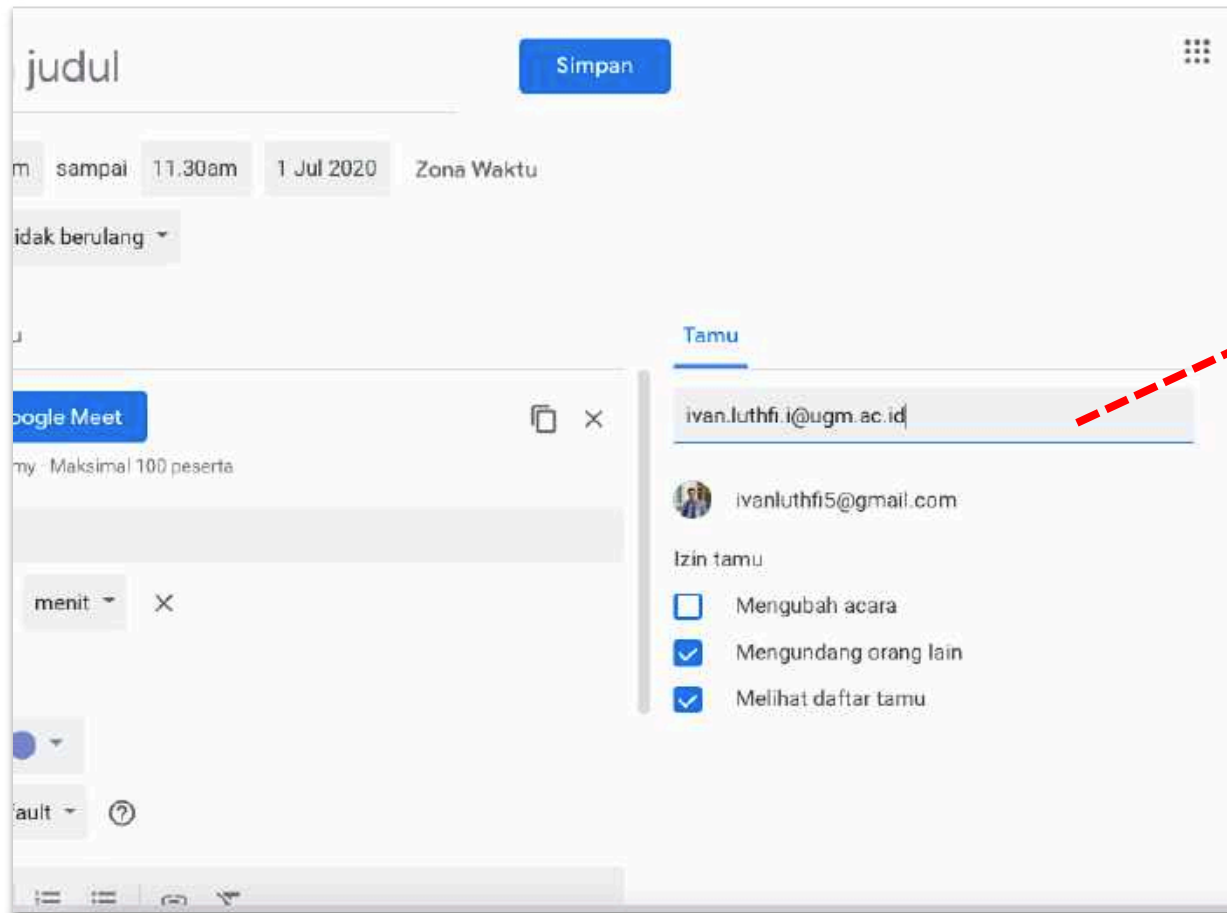 judul
Simpan
sampai 11.30am 1 Jul 2020 Zona Waktu
idak berulang
Tamu
oogle Meet
ivan.luthfi.i@ugm.ac.id
my · Maksimal 100 peserta
ivanluthfi5@gmail.com
Izin tamu
menit
Mengubah acara
Mengundang orang lain
Melihat daftar tamu
ault